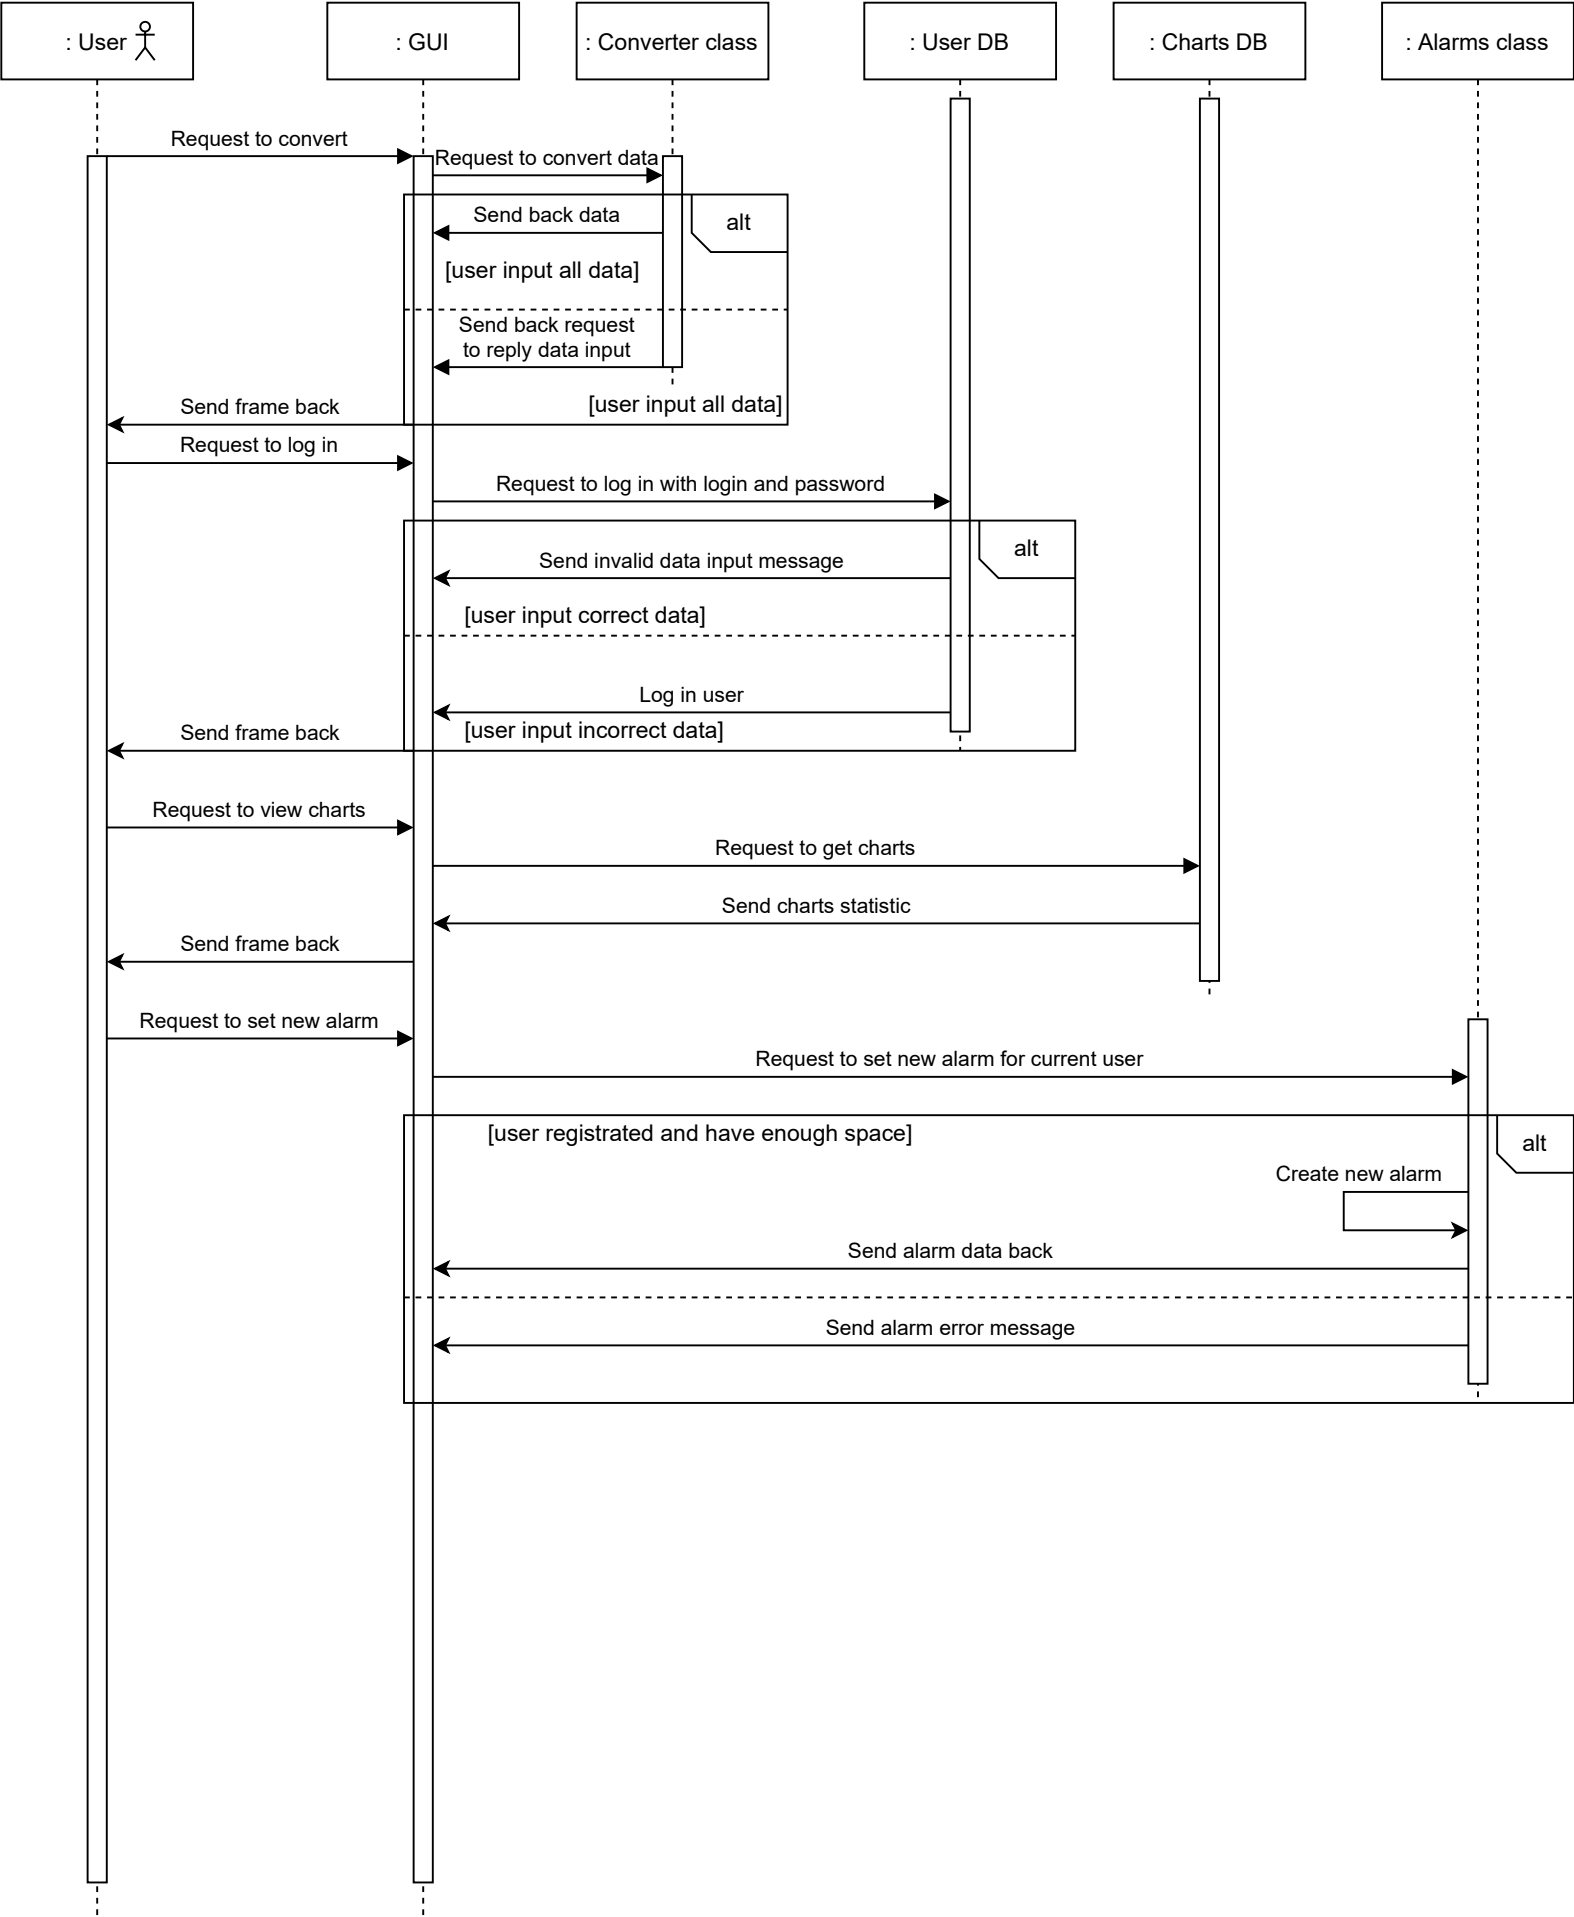 : User
: GUI
: Converter class
: User DB
: Charts DB
: Alarms class
Request to convert
Request to convert data
alt
Send back data
[user input all data]
Send back request
to reply data input
[user input all data]
Send frame back
Request to log in
Request to log in with login and password
alt
Send invalid data input message
[user input correct data]
Log in user
[user input incorrect data]
Send frame back
Request to view charts
Request to get charts
Send charts statistic
Send frame back
Request to set new alarm
Request to set new alarm for current user
[user registrated and have enough space]
alt
Create new alarm
Send alarm data back
Send alarm error message